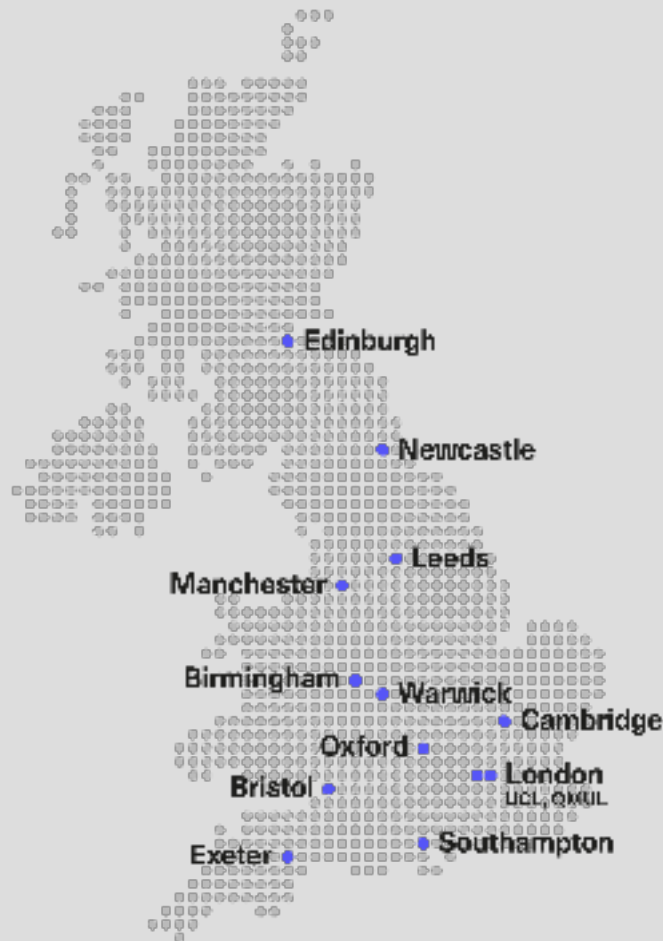 Edinburgh
Newcastle
Leeds
Manchester
Birmingham
Warwick
Cambridge
Oxford
London
UCL, QMUL
Bristol
Southampton
Exeter